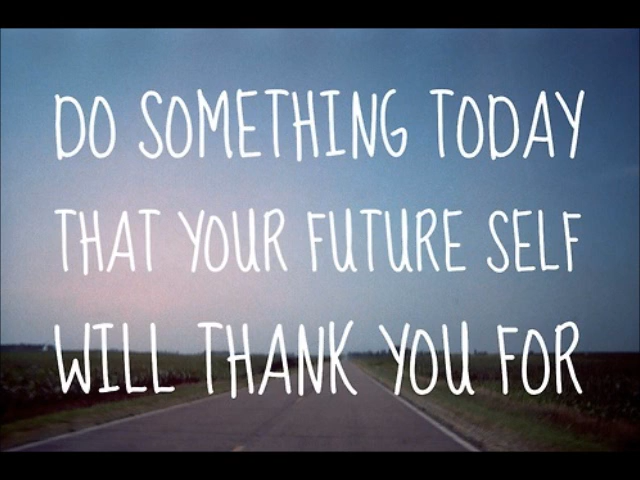 DO SOMETHING TODAY
THAT YOUR FUTURE SELF
WILL THANK YOU FOR